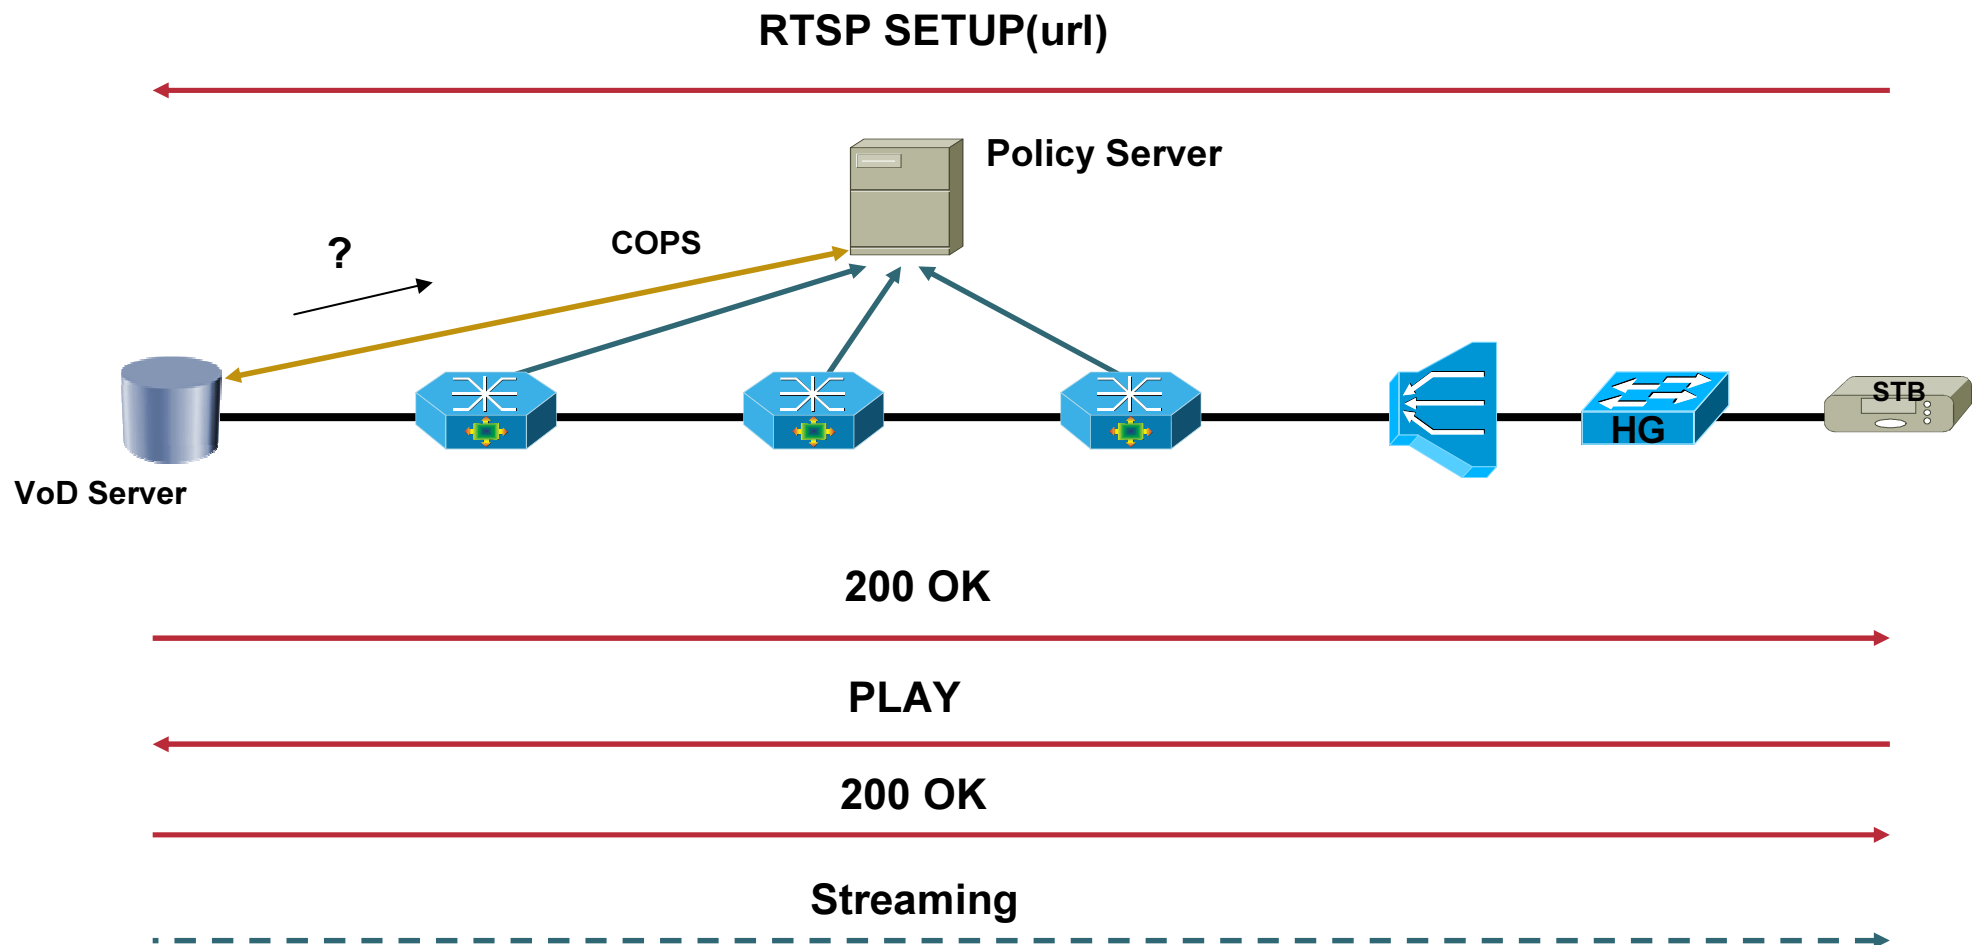 RTSP SETUP(url)
Policy Server
?
COPS
STB
HG
VoD Server
200 OK
PLAY
200 OK
Streaming